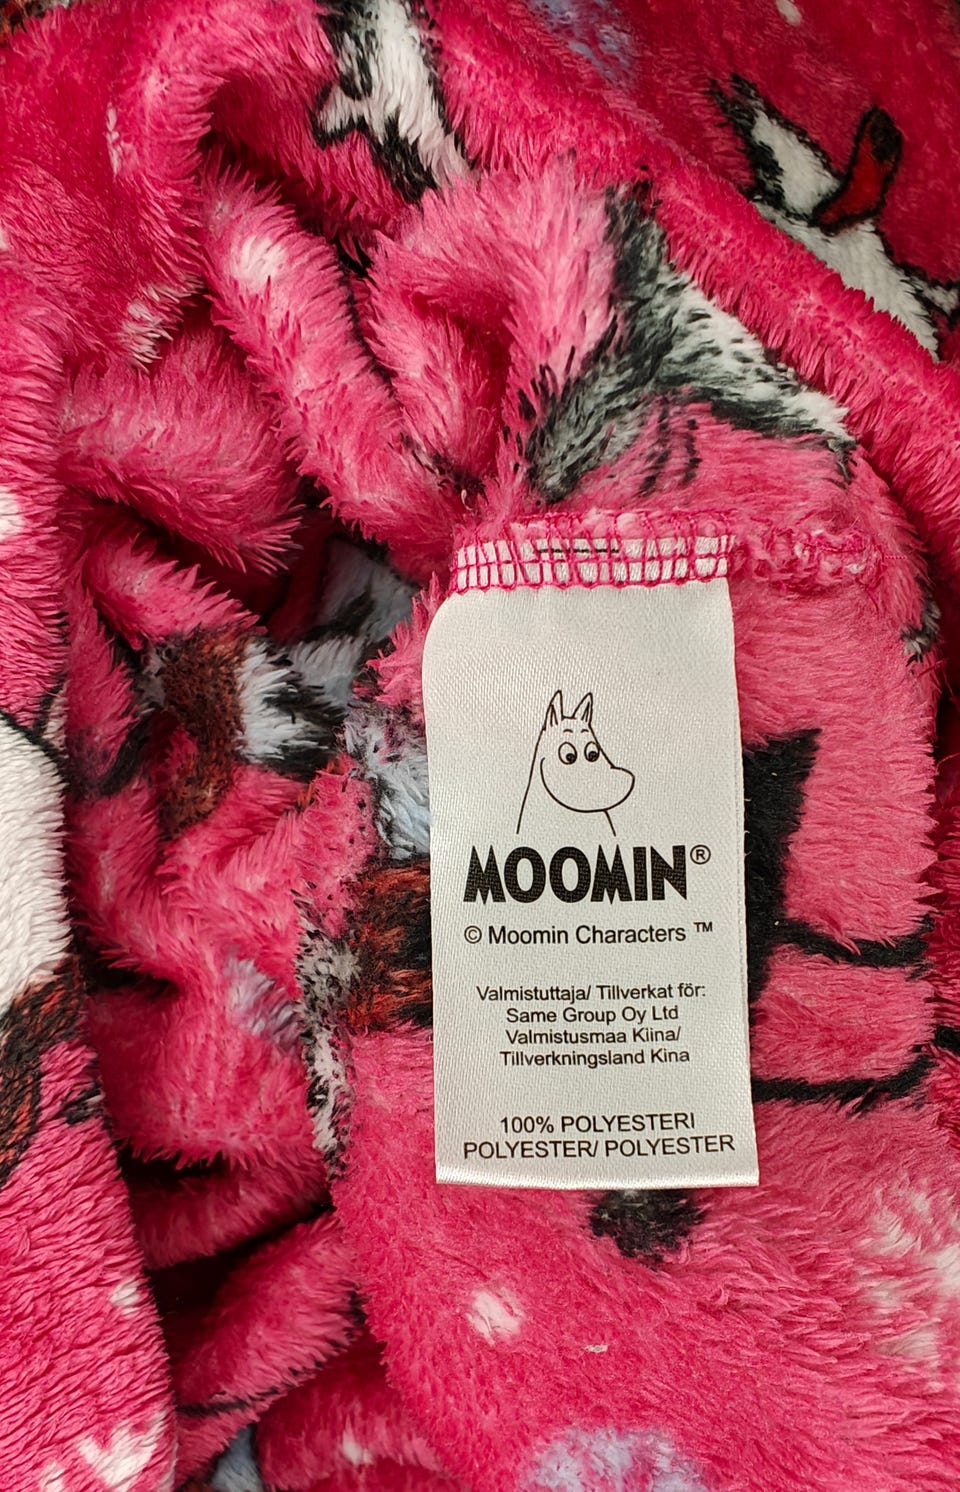 MOOMIN®
© Moomin Characters ™
Valmistuttaja/ Tillverkat för:
Same Group Oy Ltd
Valmistusmaa Kiina/
Tillverkningsland Kina
100% POLYESTERI
POLYESTER/ POLYESTER